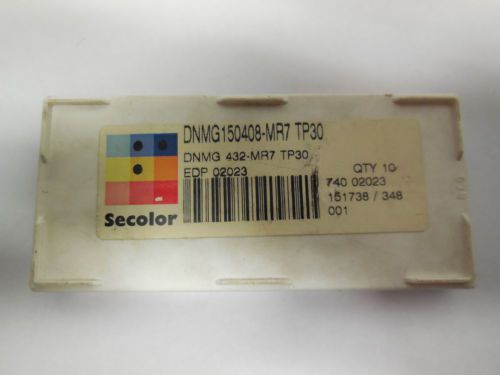 DNMG150408-MR7 TP30
DNMG 432-MR7 TP30
EDP 02023
QTY 10
740 02023
151738 / 348
001
Secolor